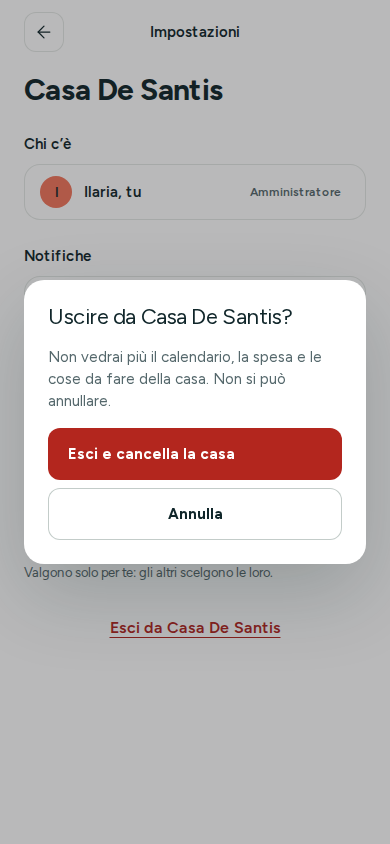 Impostazioni
Casa De Santis
Chi c'è
I
Ilaria, tu
Amministratore
Notifiche
Uscire da Casa De Santis?
Non vedrai più il calendario, la spesa e le
cose da fare della casa. Non si può
annullare.
Esci e cancella la casa
Annulla
Valgono solo per te: gli altri scelgono le loro.
Esci da Casa De Santis